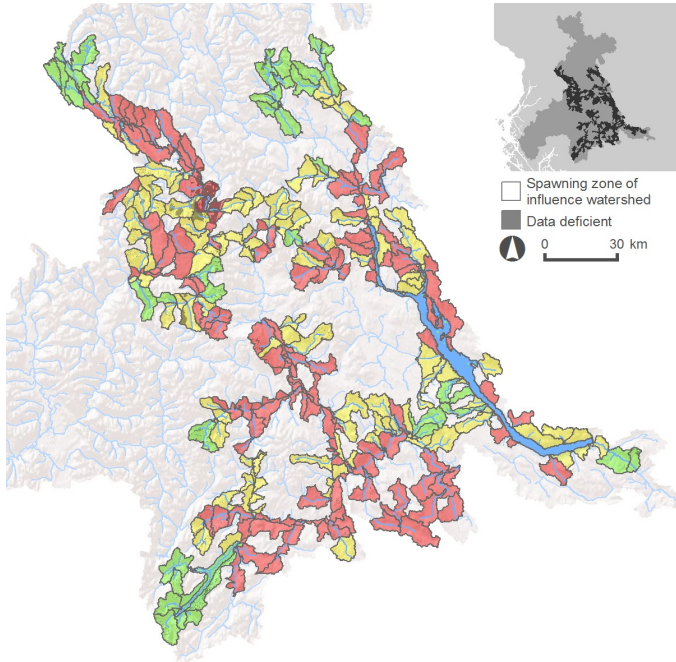 Spawning zone of
influence watershed
Data deficient
0 30 km